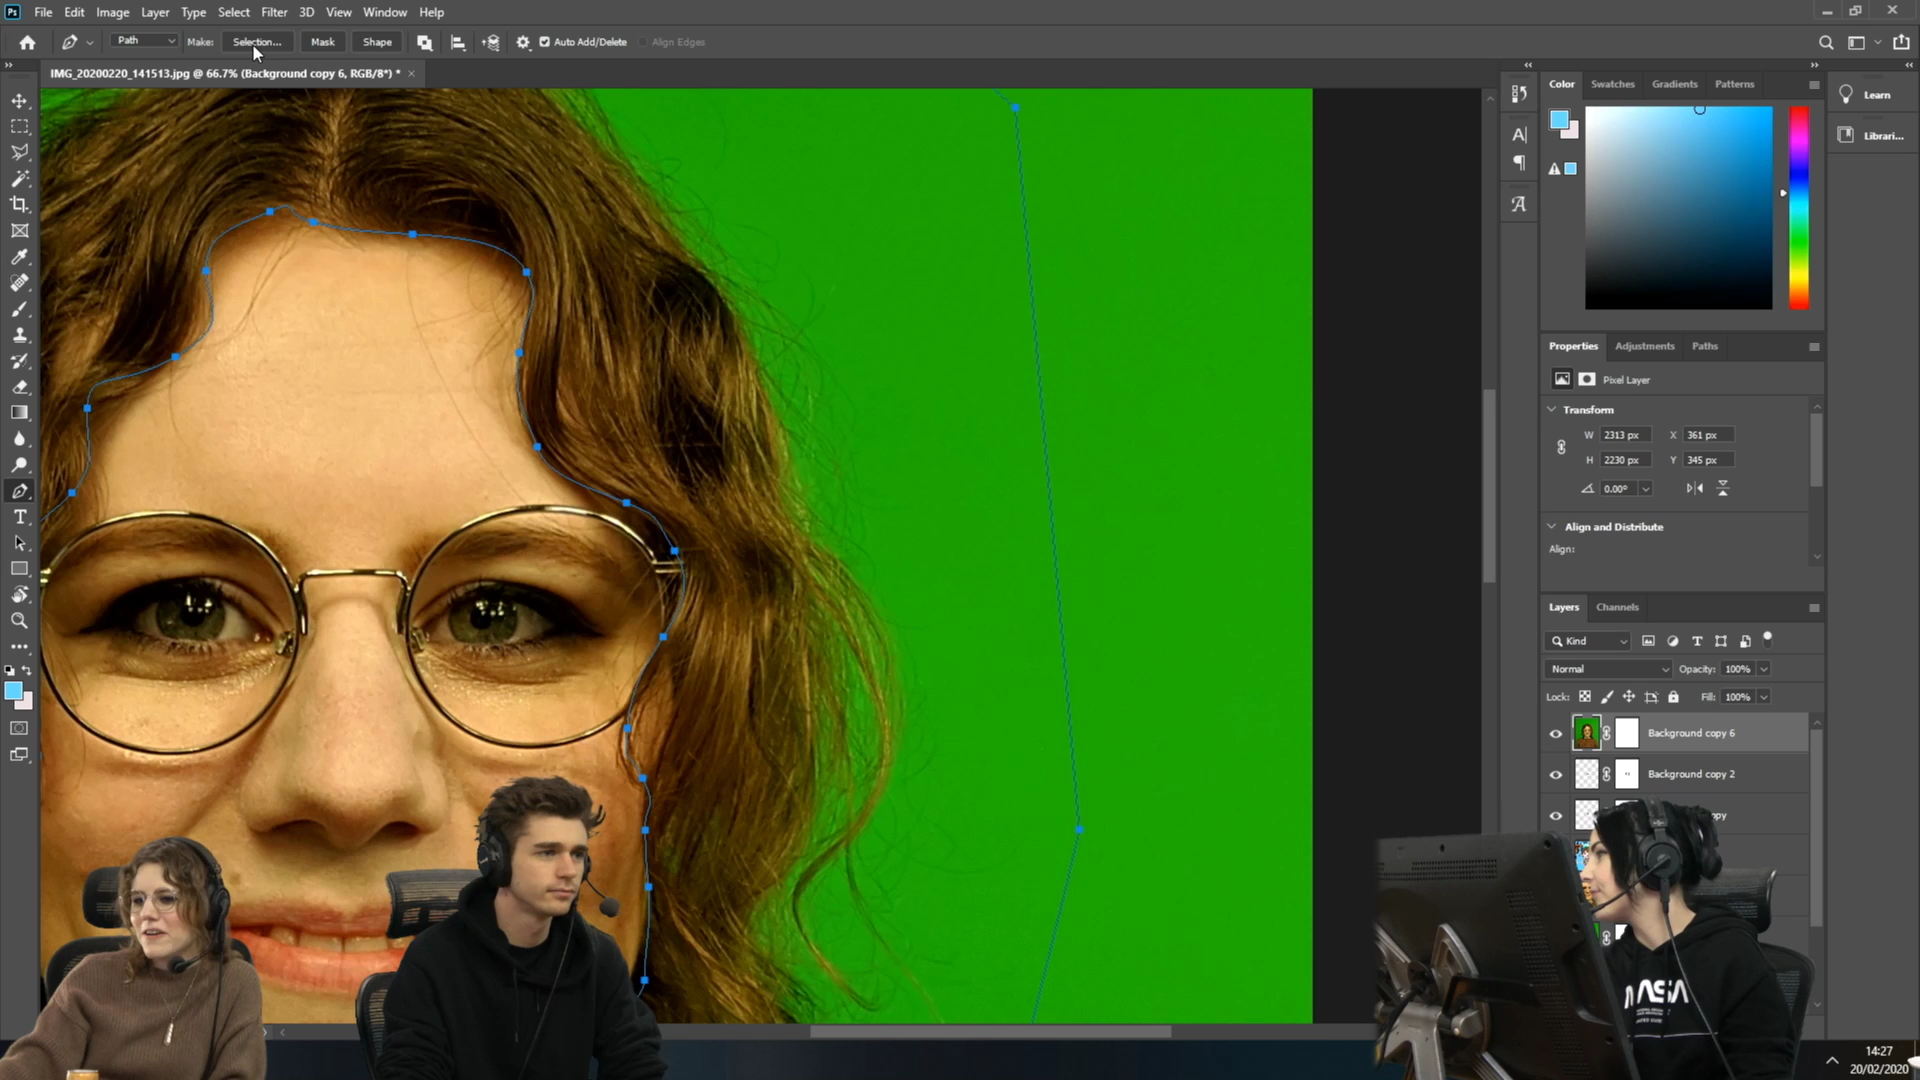 Ps File Edit Image Layer Type Select Filter 3D View Window Help
Path Make: Selection... Mask Shape Auto Add/Delete Align Edges
IMG_20200220_141513.jpg @ 66.7% (Background copy 6, RGB/8*) * ×
Color Swatches Gradients Patterns
Learn
Librari...
Properties Adjustments Paths
Pixel Layer
Transform
W 2313 px X 361 px
H 2230 px Y 345 px
0.00°
Align and Distribute
Align:
Layers Channels
Kind
Normal Opacity: 100%
Lock: Fill: 100%
Background copy 6
Background copy 2
opy
NASA
14:27
20/02/2020